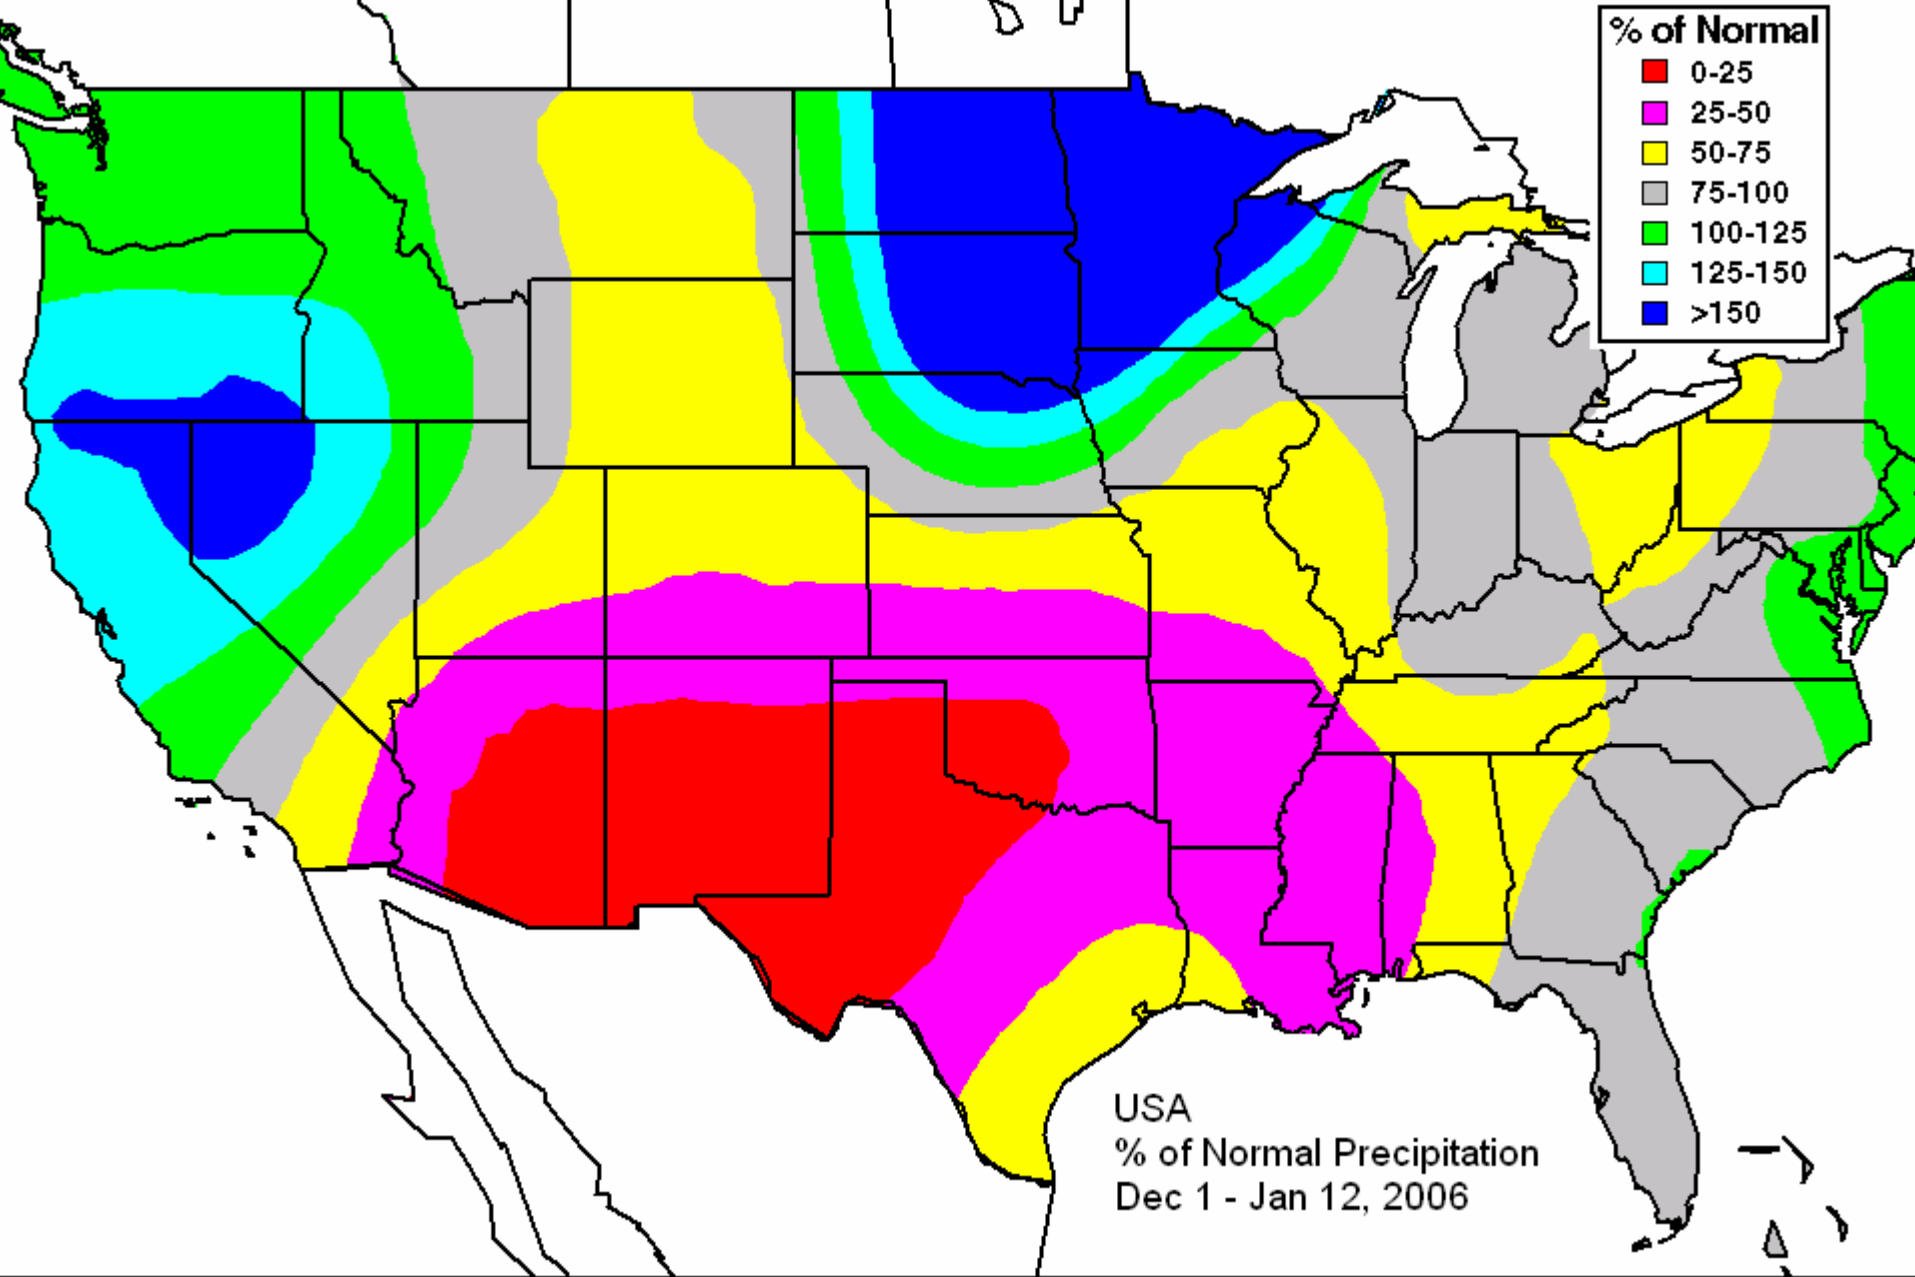 % of Normal
0-25
25-50
50-75
75-100
100-125
125-150
>150
USA
% of Normal Precipitation
Dec 1 - Jan 12, 2006